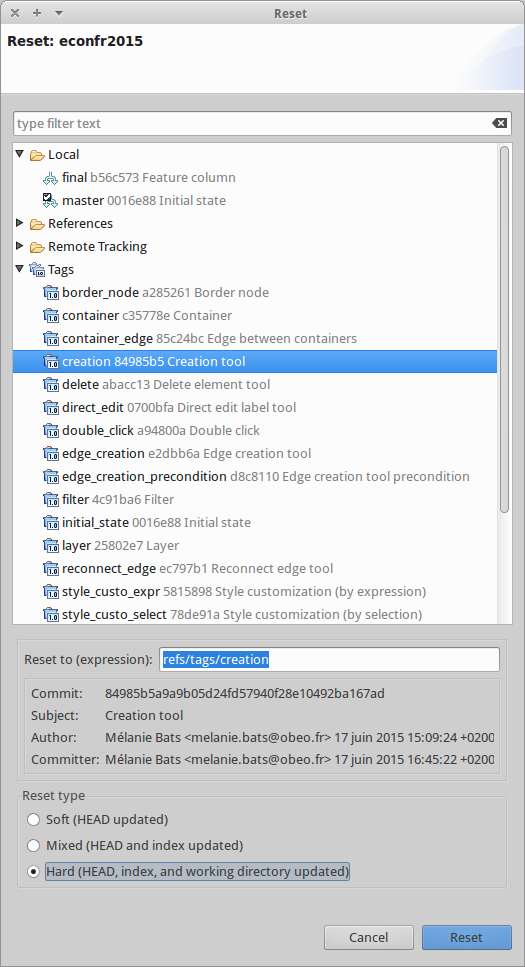 Reset
Reset: econfr2015
type filter text
Local
final b56c573 Feature column
master 0016e88 Initial state
References
Remote Tracking
Tags
border_node a285261 Border node
container c35778e Container
container_edge 85c24bc Edge between containers
creation 84985b5 Creation tool
delete abacc13 Delete element tool
direct_edit 0700bfa Direct edit label tool
double_click a94800a Double click
edge_creation e2dbb6a Edge creation tool
edge_creation_precondition d8c8110 Edge creation tool precondition
filter 4c91ba6 Filter
initial_state 0016e88 Initial state
layer 25802e7 Layer
reconnect_edge ec797b1 Reconnect edge tool
style_custo_expr 5815898 Style customization (by expression)
style_custo_select 78de91a Style customization (by selection)
Reset to (expression): refs/tags/creation
Commit: 84985b5a9a9b05d24fd57940f28e10492ba167ad
Subject: Creation tool
Author: Mélanie Bats <melanie.bats@obeo.fr> 17 juin 2015 15:09:24 +0200
Committer: Mélanie Bats <melanie.bats@obeo.fr> 17 juin 2015 16:45:22 +0200
Reset type
Soft (HEAD updated)
Mixed (HEAD and index updated)
Hard (HEAD, index, and working directory updated)
Cancel Reset